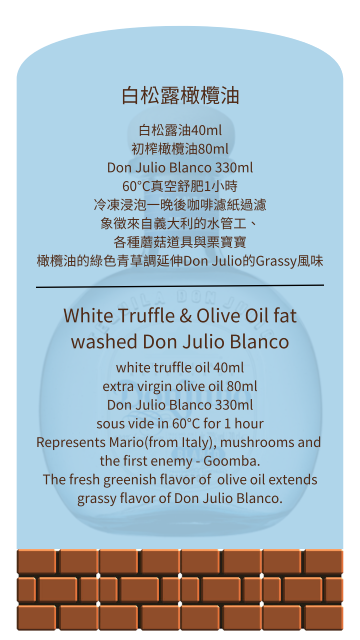 白松露橄欖油
白松露油40ml
初榨橄欖油80ml
Don Julio Blanco 330ml
60°C真空舒肥1小時
冷凍浸泡一晚後咖啡濾紙過濾
象徵來自義大利的水管工、
各種蘑菇道具與栗寶寶
橄欖油的綠色青草調延伸Don Julio的Grassy風味
White Truffle & Olive Oil fat
washed Don Julio Blanco
white truffle oil 40ml
extra virgin olive oil 80ml
Don Julio Blanco 330ml
sous vide in 60°C for 1 hour
Represents Mario(from Italy), mushrooms and
the first enemy - Goomba.
The fresh greenish flavor of  olive oil extends
grassy flavor of Don Julio Blanco.